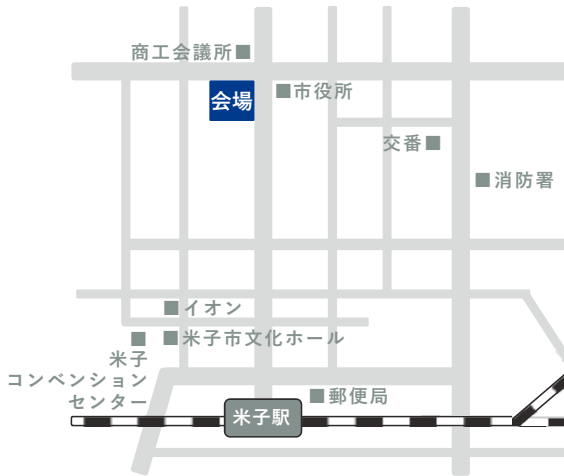 商工会議所■
会場
■市役所
交番■
■消防署
■イオン
■米子市文化ホール
■
米子
コンベンション
センター
■郵便局
米子駅